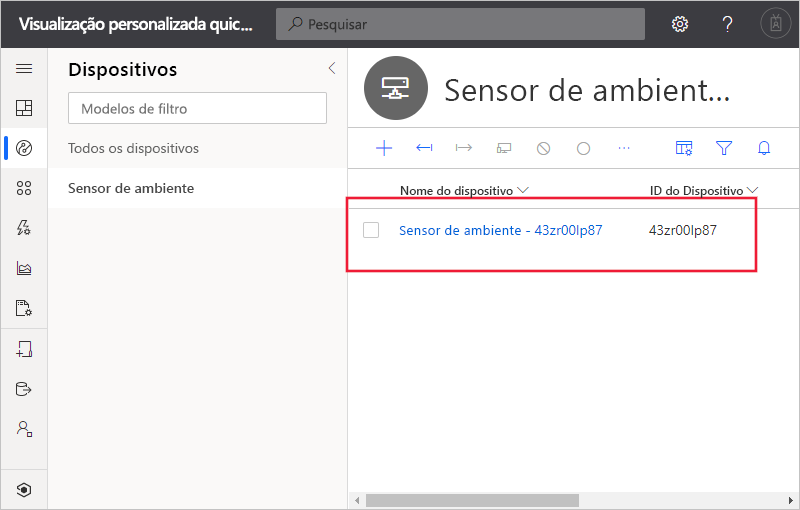 Visualização personalizada quic...
Pesquisar
?
Dispositivos
Modelos de filtro
Todos os dispositivos
Sensor de ambiente
Sensor de ambient...
Nome do dispositivo
ID do Dispositivo
Sensor de ambiente - 43zr00lp87
43zr00lp87